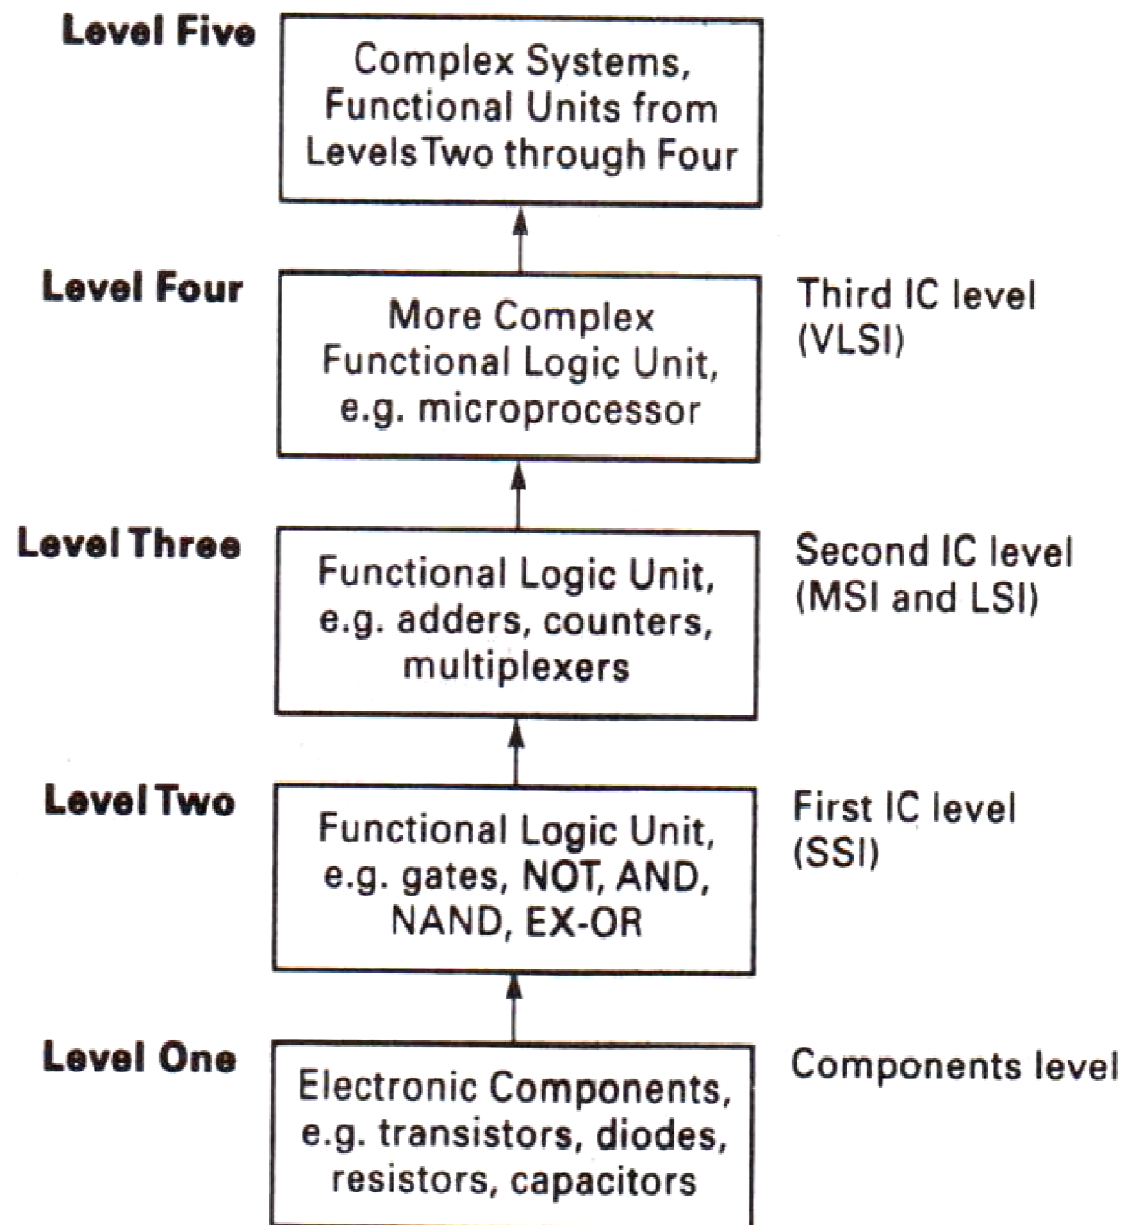 Level Five
Complex Systems,
Functional Units from
Levels Two through Four
Level Four
More Complex
Functional Logic Unit,
e.g. microprocessor
Third IC level
(VLSI)
Level Three
Functional Logic Unit,
e.g. adders, counters,
multiplexers
Second IC level
(MSI and LSI)
Level Two
Functional Logic Unit,
e.g. gates, NOT, AND,
NAND, EX-OR
First IC level
(SSI)
Level One
Electronic Components,
e.g. transistors, diodes,
resistors, capacitors
Components level